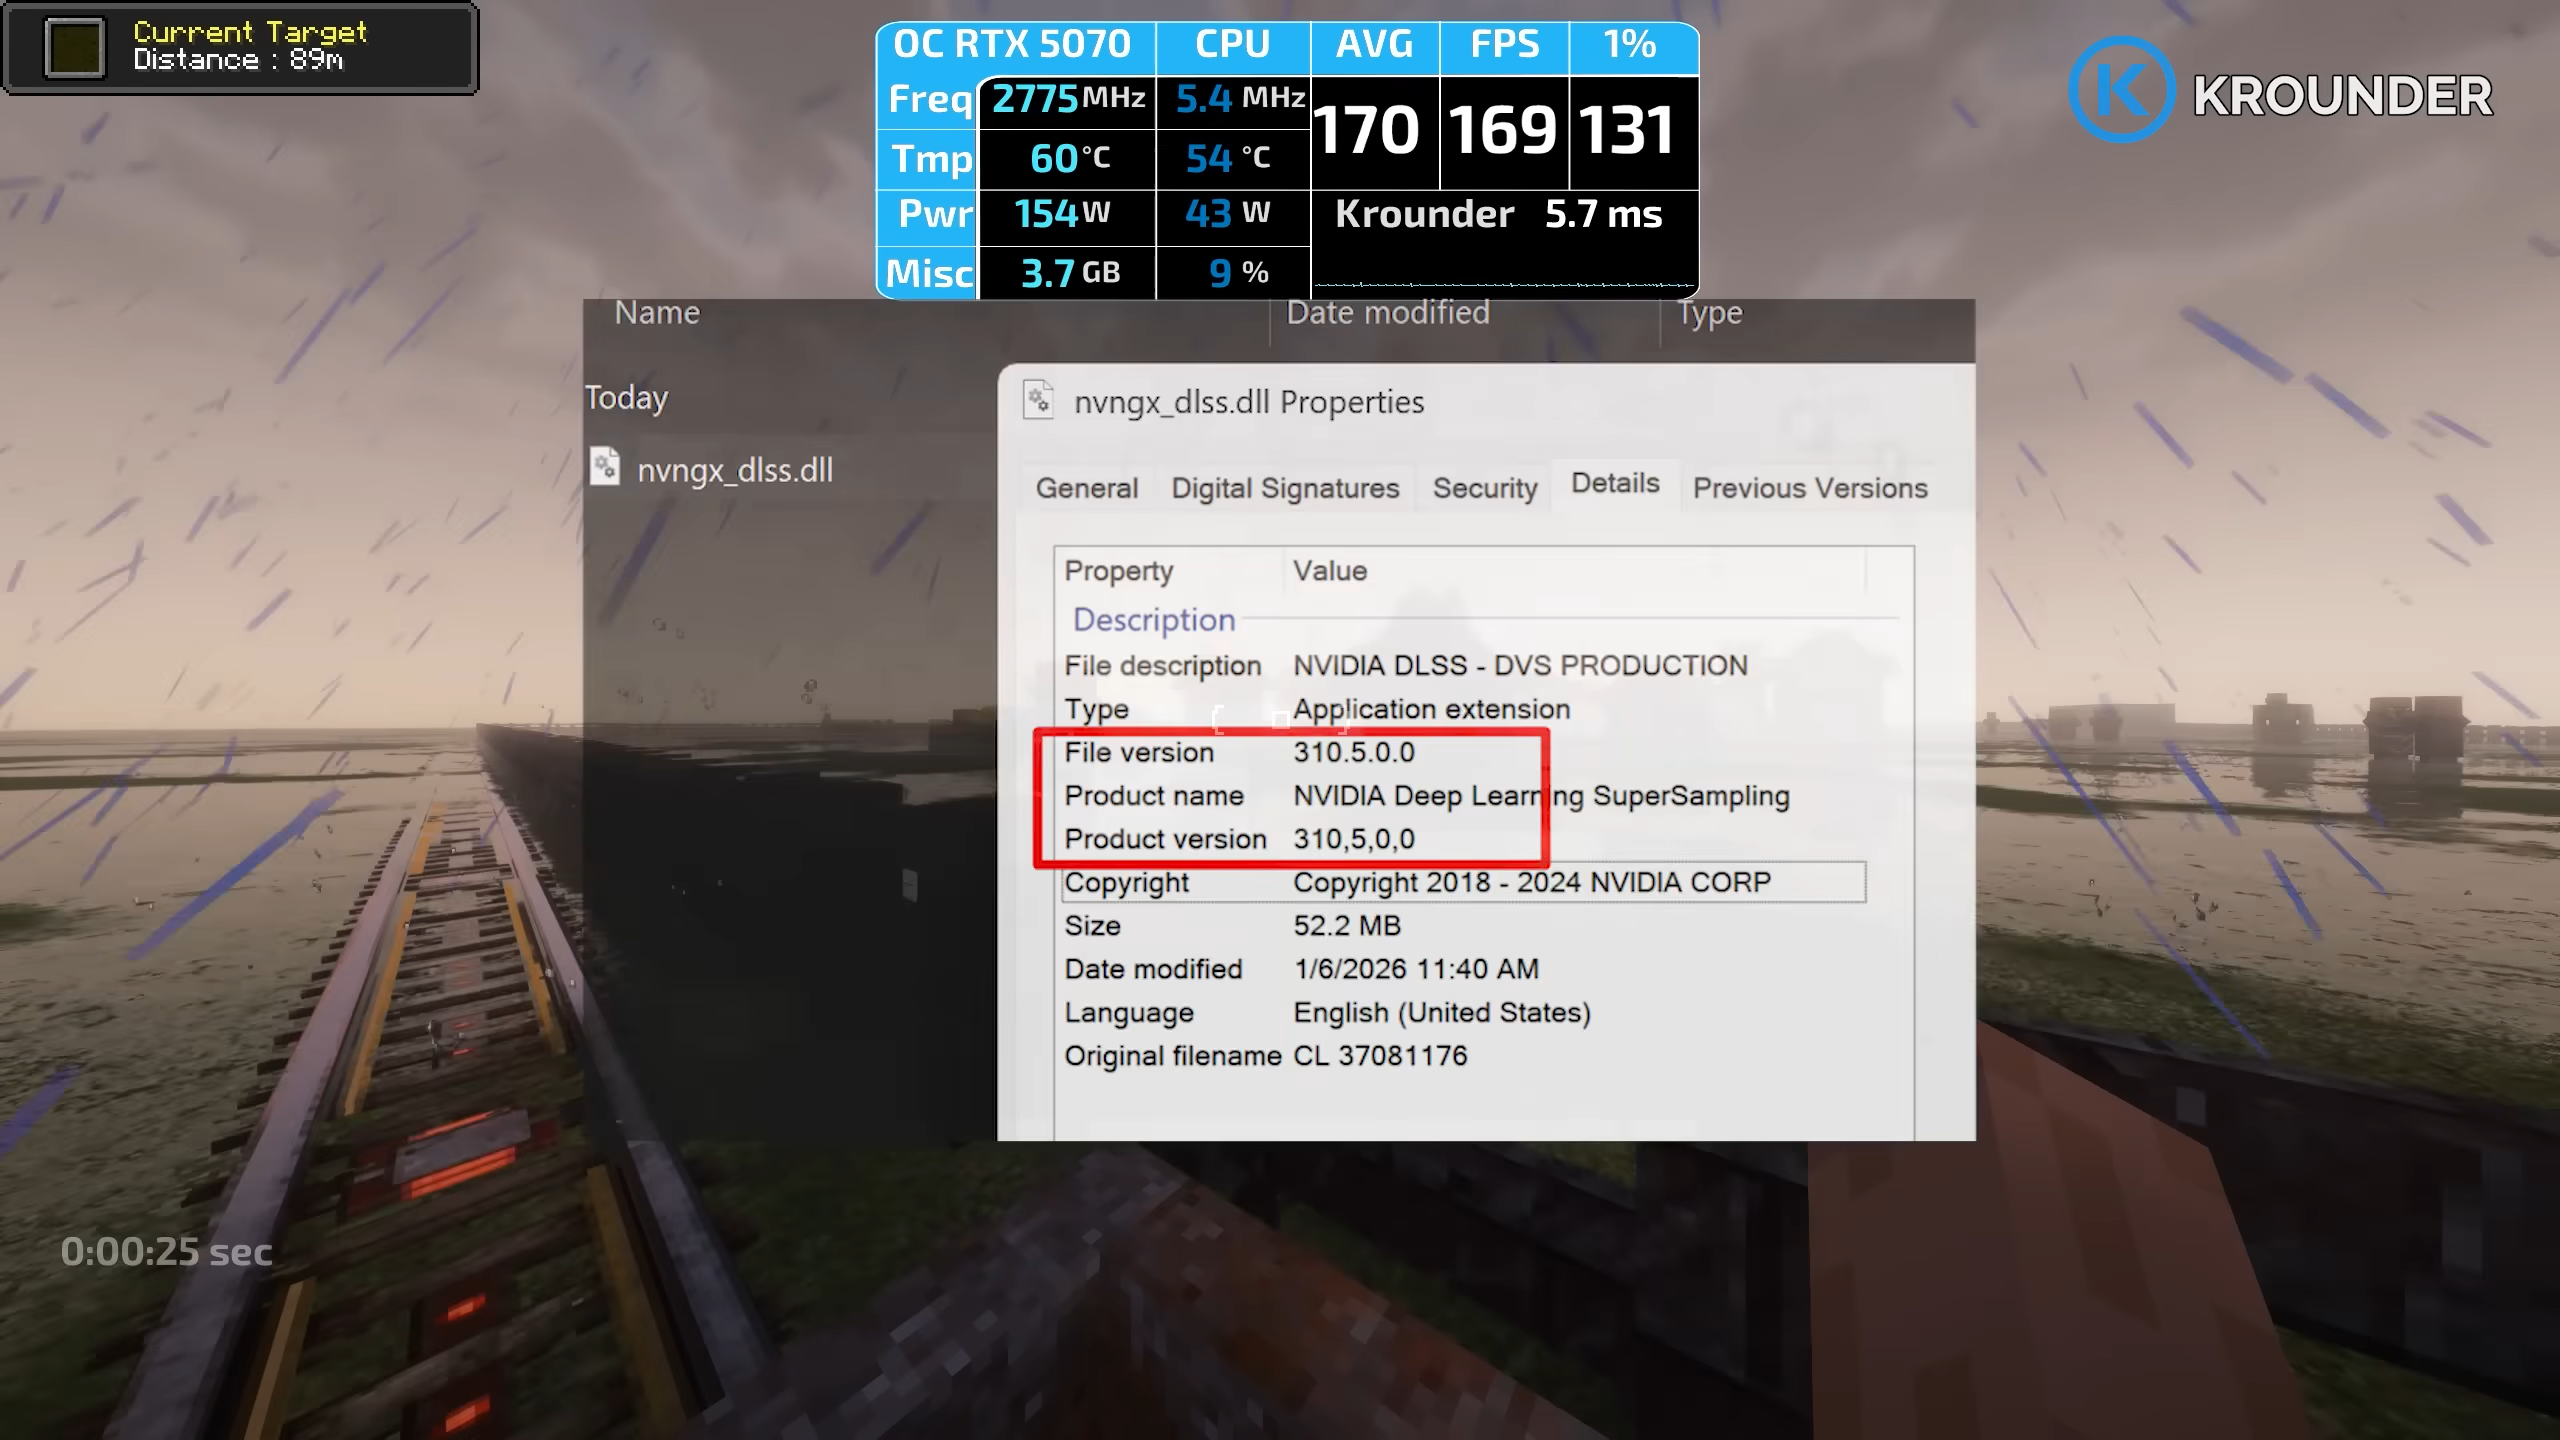 Current Target
Distance : 89m
OC RTX 5070 CPU AVG FPS 1%
Freq 2775 MHz 5.4 MHz 170 169 131
Tmp 60 °C 54 °C
Pwr 154 W 43 W Krounder 5.7 ms
Misc 3.7 GB 9 %
K KROUNDER
Name Date modified Type
Today
nvngx_dlss.dll
nvngx_dlss.dll Properties
General Digital Signatures Security Details Previous Versions
Property Value
Description
File description NVIDIA DLSS - DVS PRODUCTION
Type Application extension
File version 310.5.0.0
Product name NVIDIA Deep Learning SuperSampling
Product version 310,5,0,0
Copyright Copyright 2018 - 2024 NVIDIA CORP
Size 52.2 MB
Date modified 1/6/2026 11:40 AM
Language English (United States)
Original filename CL 37081176
0:00:25 sec